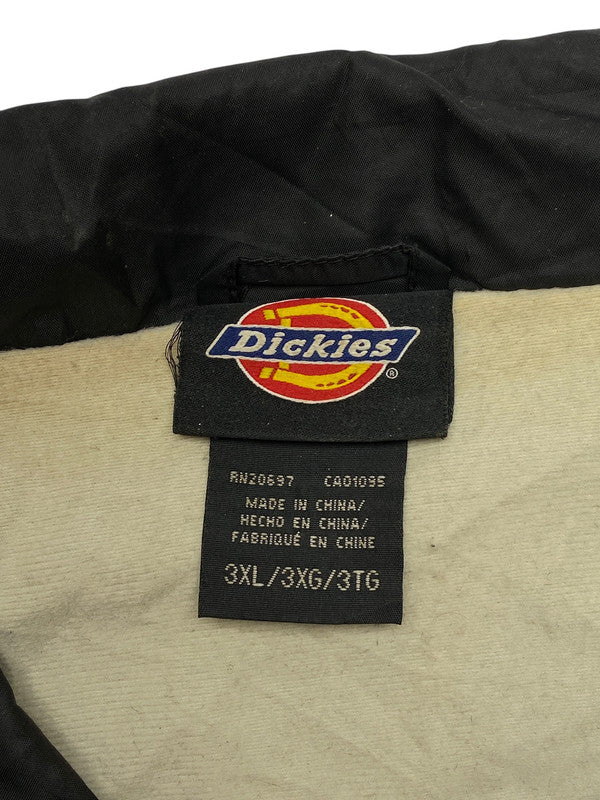 Dickies
®
RN20697 CA01095
MADE IN CHINA/
HECHO EN CHINA/
FABRIQUÉ EN CHINE
3XL/3XG/3TG